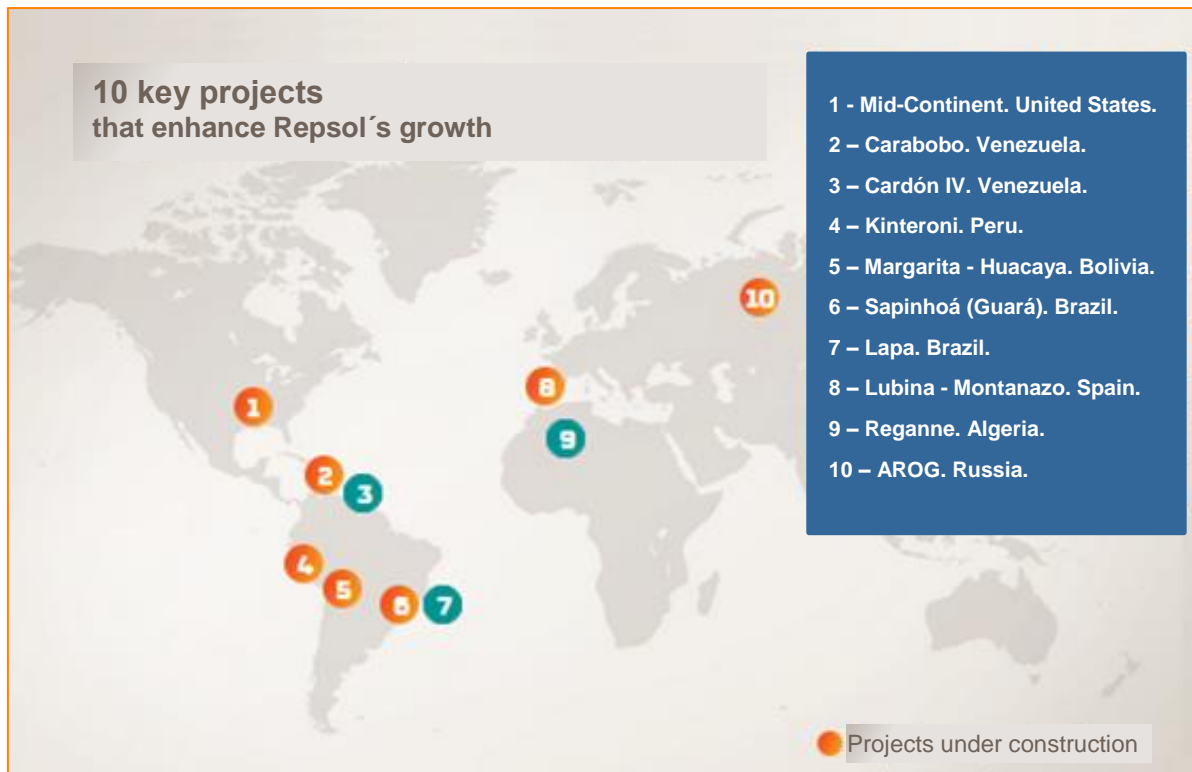 10 key projects
that enhance Repsol´s growth
1 - Mid-Continent. United States.
2 – Carabobo. Venezuela.
3 – Cardón IV. Venezuela.
4 – Kinteroni. Peru.
5 – Margarita - Huacaya. Bolivia.
6 – Sapinhoá (Guará). Brazil.
7 – Lapa. Brazil.
8 – Lubina - Montanazo. Spain.
9 – Reganne. Algeria.
10 – AROG. Russia.
10
8
1
9
2
3
4
5
6
7
Projects under construction